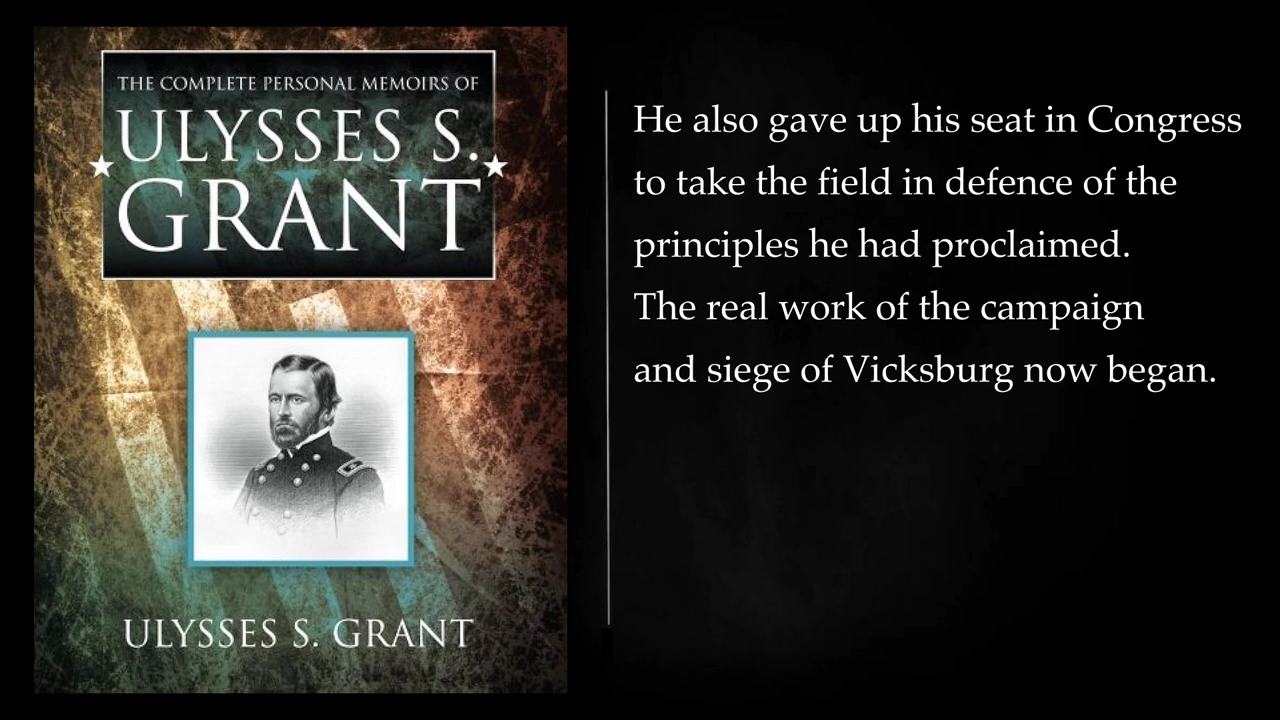 THE COMPLETE PERSONAL MEMOIRS OF
ULYSSES S.
GRANT
ULYSSES S. GRANT
He also gave up his seat in Congress
to take the field in defence of the
principles he had proclaimed.
The real work of the campaign
and siege of Vicksburg now began.